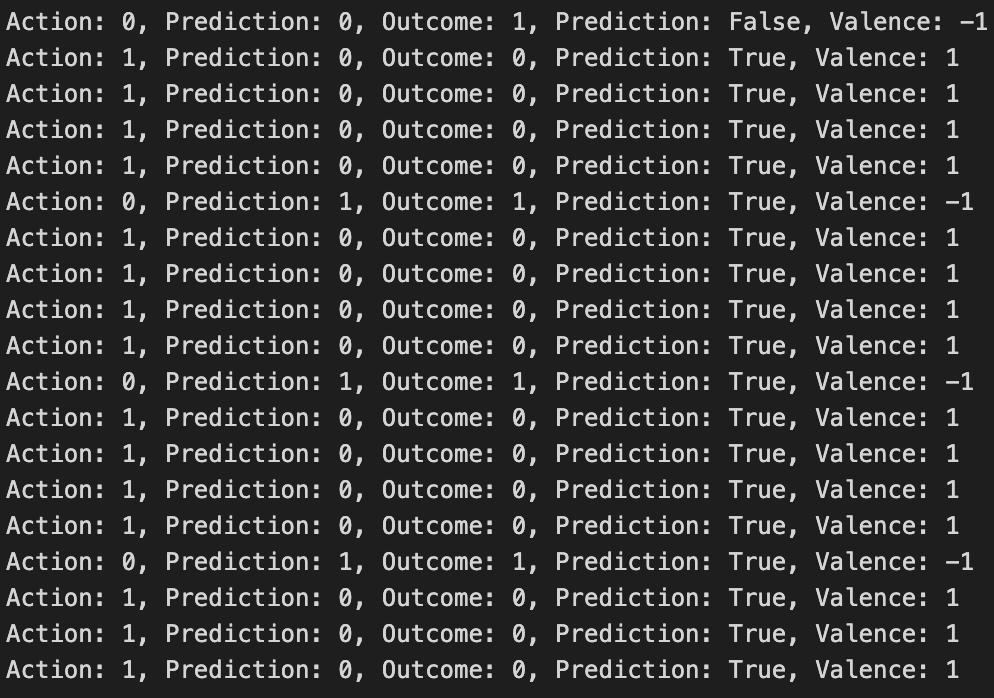 Action: 0, Prediction: 0, Outcome: 1, Prediction: False, Valence: -1
Action: 1, Prediction: 0, Outcome: 0, Prediction: True, Valence: 1
Action: 1, Prediction: 0, Outcome: 0, Prediction: True, Valence: 1
Action: 1, Prediction: 0, Outcome: 0, Prediction: True, Valence: 1
Action: 1, Prediction: 0, Outcome: 0, Prediction: True, Valence: 1
Action: 0, Prediction: 1, Outcome: 1, Prediction: True, Valence: -1
Action: 1, Prediction: 0, Outcome: 0, Prediction: True, Valence: 1
Action: 1, Prediction: 0, Outcome: 0, Prediction: True, Valence: 1
Action: 1, Prediction: 0, Outcome: 0, Prediction: True, Valence: 1
Action: 1, Prediction: 0, Outcome: 0, Prediction: True, Valence: 1
Action: 0, Prediction: 1, Outcome: 1, Prediction: True, Valence: -1
Action: 1, Prediction: 0, Outcome: 0, Prediction: True, Valence: 1
Action: 1, Prediction: 0, Outcome: 0, Prediction: True, Valence: 1
Action: 1, Prediction: 0, Outcome: 0, Prediction: True, Valence: 1
Action: 1, Prediction: 0, Outcome: 0, Prediction: True, Valence: 1
Action: 0, Prediction: 1, Outcome: 1, Prediction: True, Valence: -1
Action: 1, Prediction: 0, Outcome: 0, Prediction: True, Valence: 1
Action: 1, Prediction: 0, Outcome: 0, Prediction: True, Valence: 1
Action: 1, Prediction: 0, Outcome: 0, Prediction: True, Valence: 1